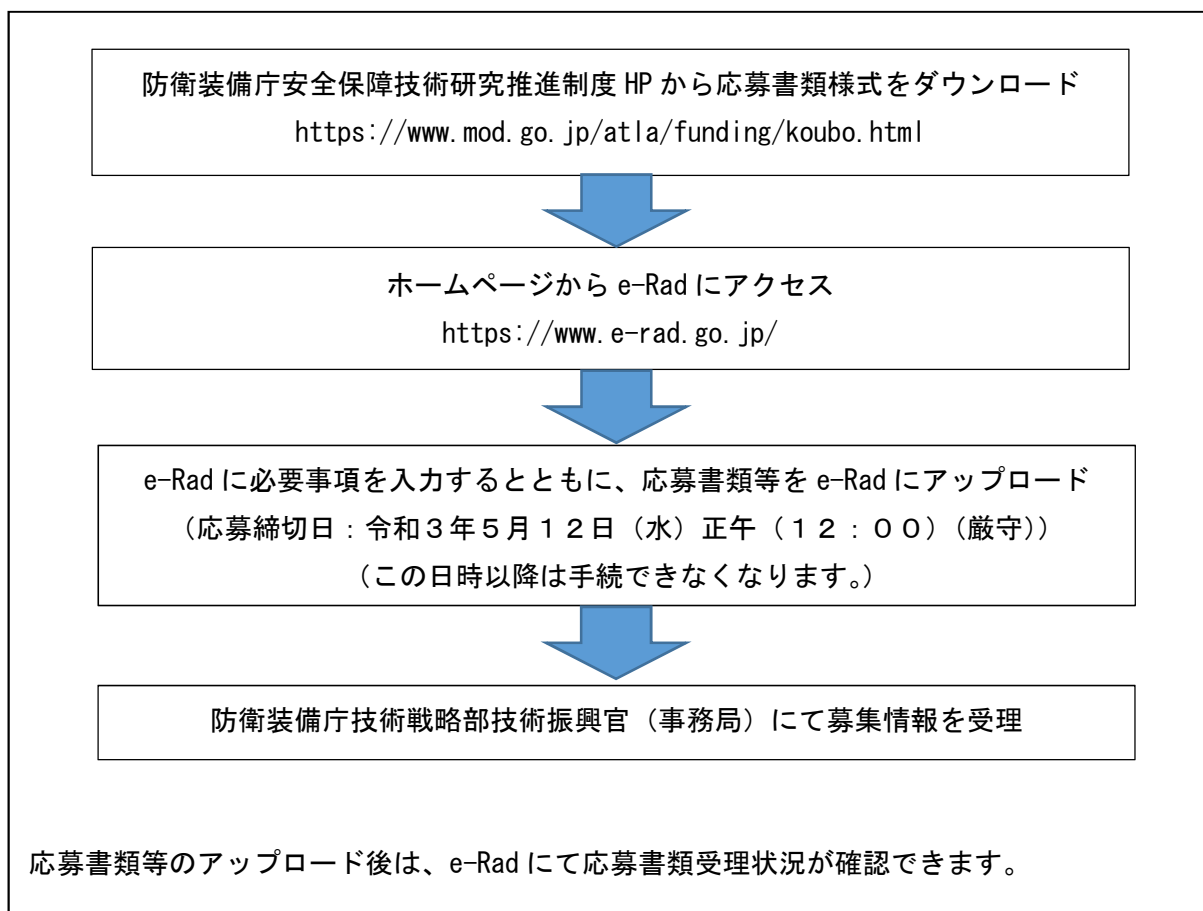 防衛装備庁安全保障技術研究推進制度 HP から応募書類様式をダウンロード
https://www.mod.go.jp/atla/funding/koubo.html
ホームページから e-Rad にアクセス
https://www.e-rad.go.jp/
e-Rad に必要事項を入力するとともに、応募書類等を e-Rad にアップロード
（応募締切日：令和３年５月１２日（水）正午（１２：００）（厳守））
（この日時以降は手続できなくなります。）
防衛装備庁技術戦略部技術振興官（事務局）にて募集情報を受理
応募書類等のアップロード後は、e-Rad にて応募書類受理状況が確認できます。